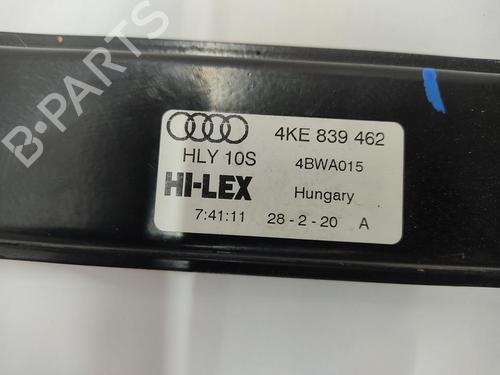 4KE 839 462
HLY 10S 4BWA015
HI-LEX Hungary
7:41:11 28-2-20 A
B-PARTS